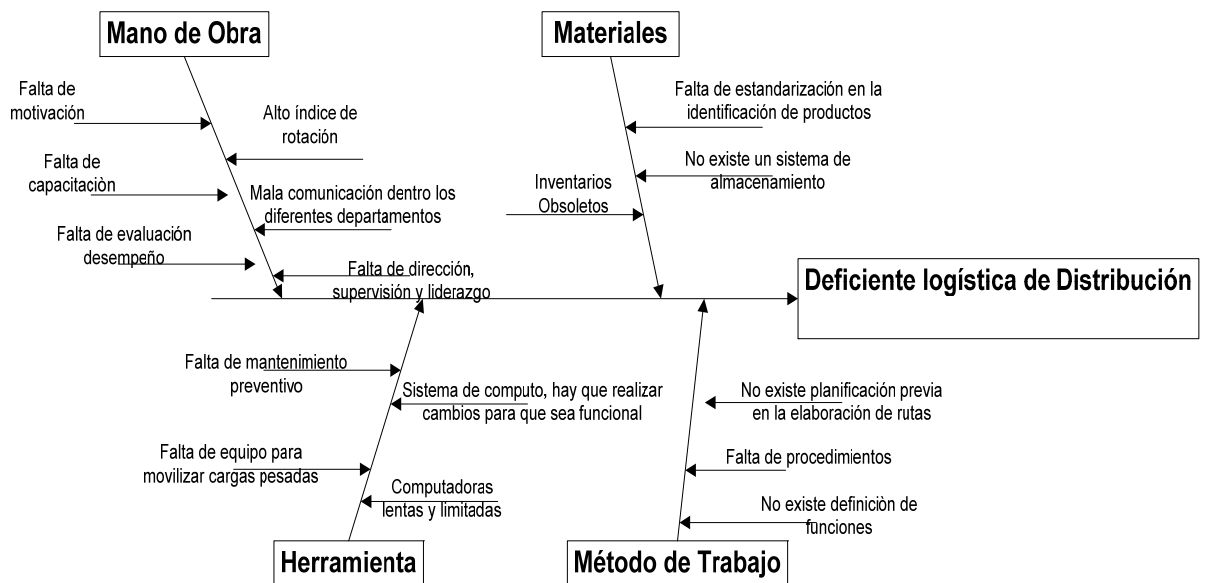 Mano de Obra
Materiales
Falta de
motivación
Alto índice de
rotación
Falta de
capacitaciòn
Mala comunicación dentro los
diferentes departamentos
Falta de evaluación
desempeño
Falta de dirección,
supervisión y liderazgo
Falta de estandarización en la
identificación de productos
No existe un sistema de
almacenamiento
Inventarios
Obsoletos
Deficiente logística de Distribución
Falta de mantenimiento
preventivo
Sistema de computo, hay que realizar
cambios para que sea funcional
Falta de equipo para
movilizar cargas pesadas
Computadoras
lentas y limitadas
No existe planificación previa
en la elaboración de rutas
Falta de procedimientos
No existe definiciòn de
funciones
Herramienta
Método de Trabajo